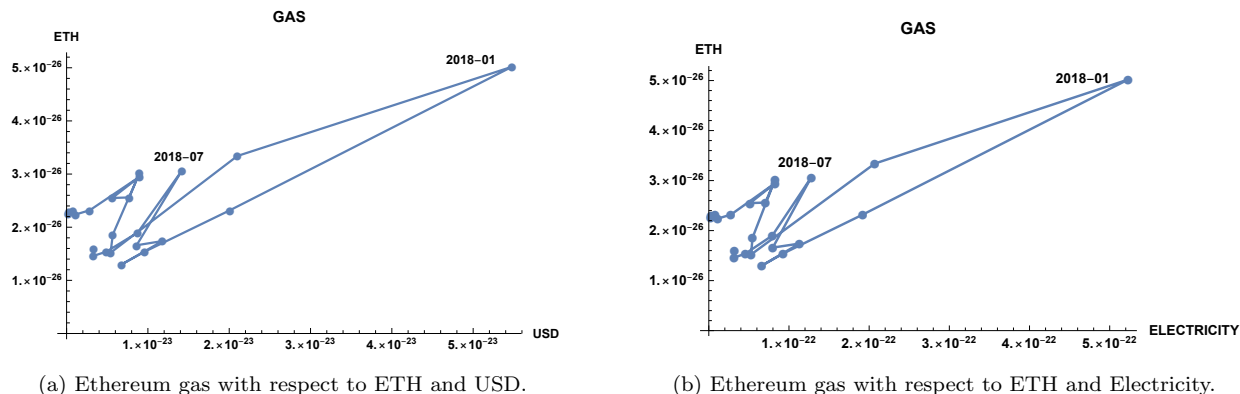 GAS
ETH
5.×10⁻²⁶
4.×10⁻²⁶
3.×10⁻²⁶
2.×10⁻²⁶
1.×10⁻²⁶
2018–01
2018–07
1.×10⁻²³ 2.×10⁻²³ 3.×10⁻²³ 4.×10⁻²³ 5.×10⁻²³
USD
(a) Ethereum gas with respect to ETH and USD.
GAS
ETH
5.×10⁻²⁶
4.×10⁻²⁶
3.×10⁻²⁶
2.×10⁻²⁶
1.×10⁻²⁶
2018–01
2018–07
1.×10⁻²² 2.×10⁻²² 3.×10⁻²² 4.×10⁻²² 5.×10⁻²²
ELECTRICITY
(b) Ethereum gas with respect to ETH and Electricity.